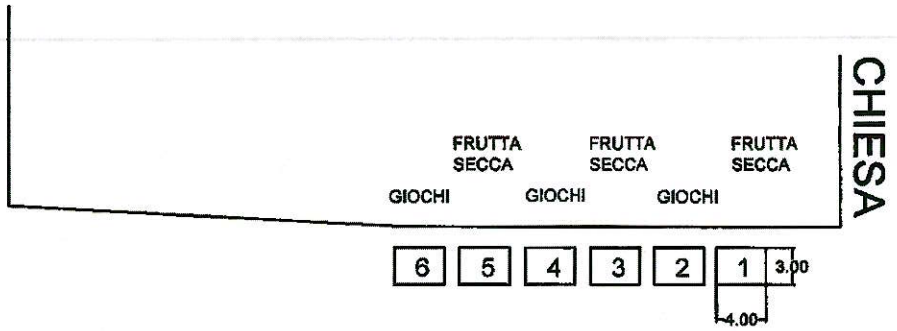 CHIESA
FRUTTA SECCA
FRUTTA SECCA
FRUTTA SECCA
GIOCHI
GIOCHI
GIOCHI
6 5 4 3 2 1 3.00
4.00